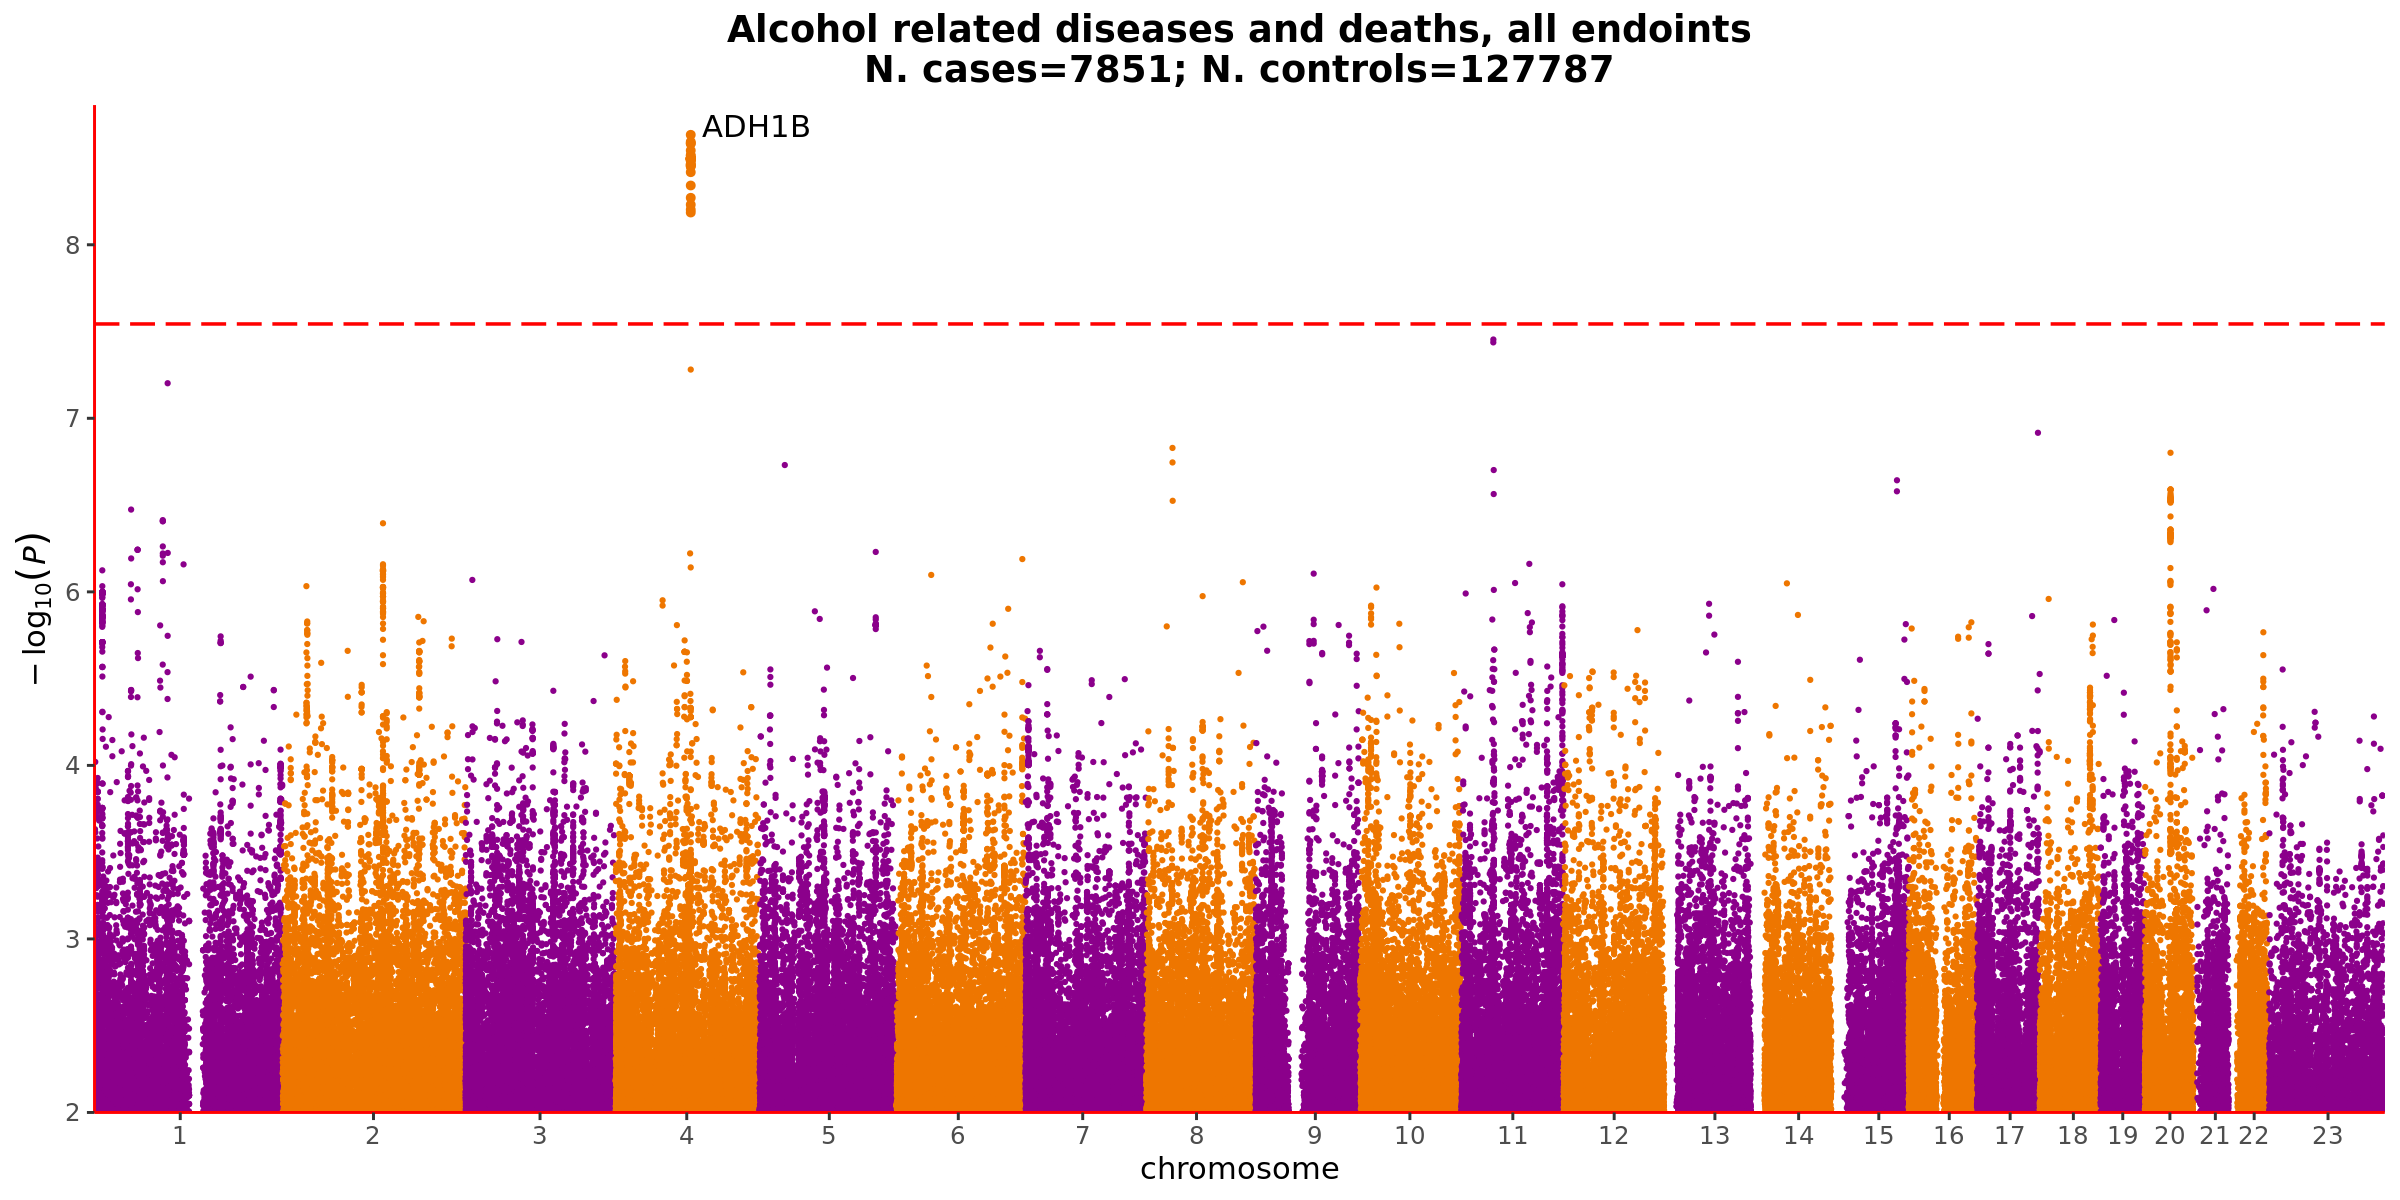 Alcohol related diseases and deaths, all endoints
N. cases=7851; N. controls=127787
ADH1B
8
7
6
4
3
2
− log10(P)
1 2 3 4 5 6 7 8 9 10 11 12 13 14 15 16 17 18 19 20 21 22 23
chromosome